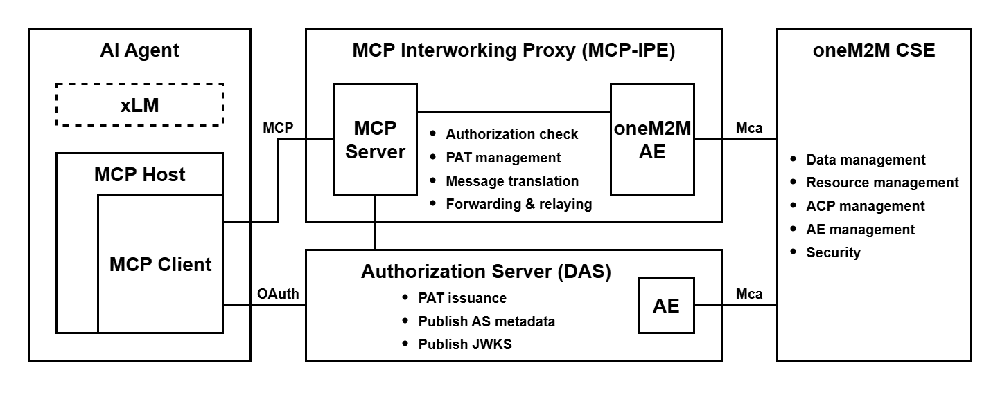 AI Agent
xLM
MCP Host
MCP Client
MCP
OAuth
MCP Interworking Proxy (MCP-IPE)
MCP
Server
• Authorization check
• PAT management
• Message translation
• Forwarding & relaying
oneM2M
AE
Authorization Server (DAS)
• PAT issuance
• Publish AS metadata
• Publish JWKS
AE
Mca
Mca
oneM2M CSE
• Data management
• Resource management
• ACP management
• AE management
• Security